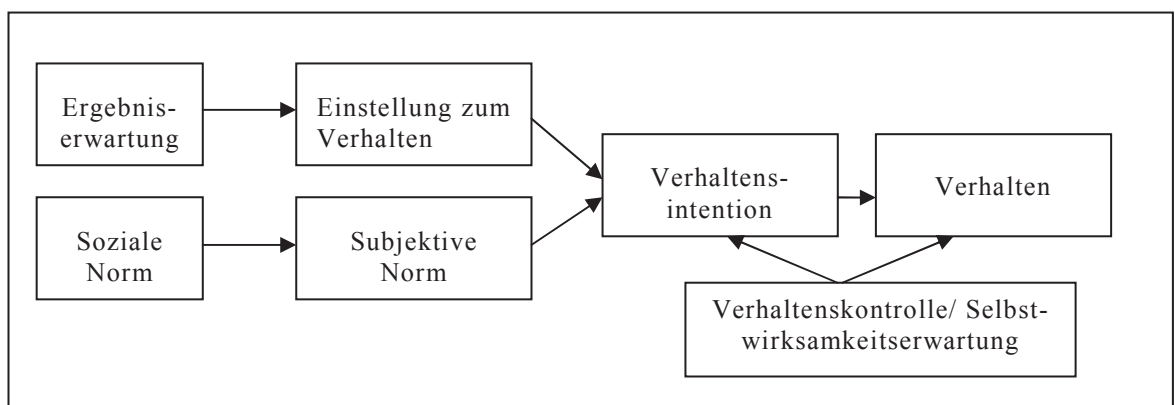 Ergebnis-
erwartung
Einstellung zum
Verhalten
Verhaltens-
intention
Verhalten
Soziale
Norm
Subjektive
Norm
Verhaltenskontrolle/ Selbst-
wirksamkeitserwartung